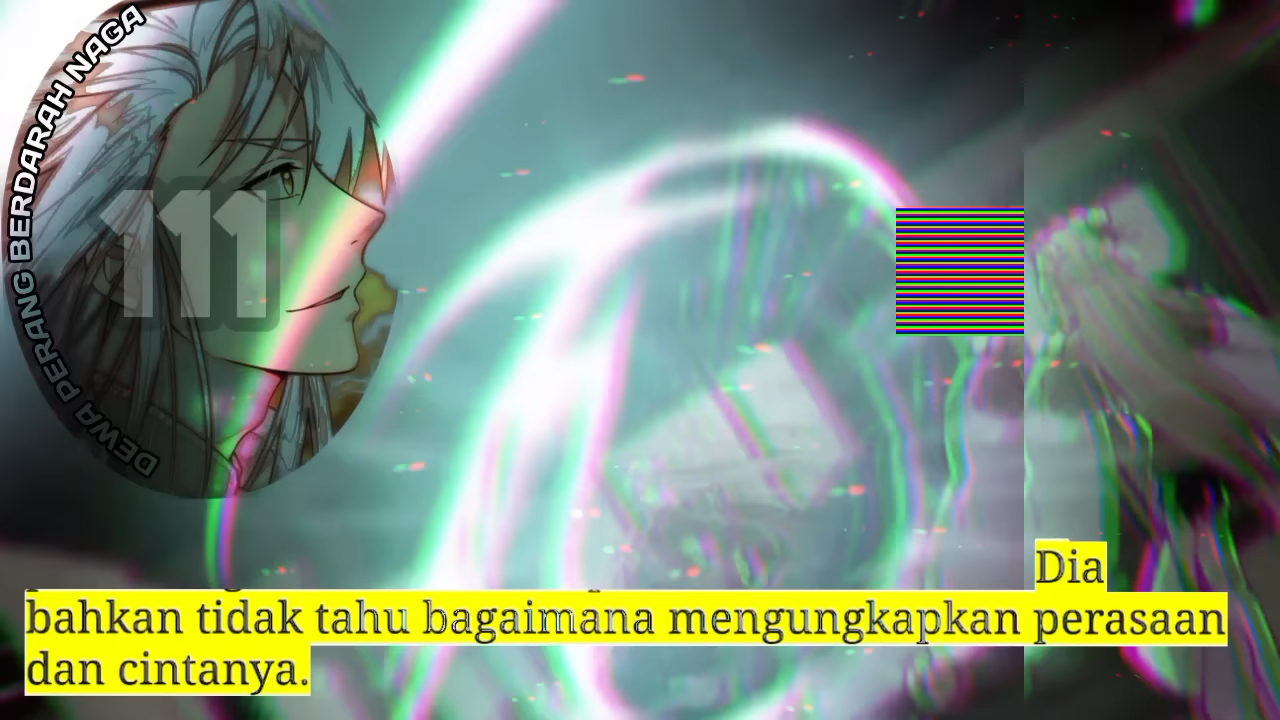 DEWA PERANG BERDARAH NAGA
111
Dia
bahkan tidak tahu bagaimana mengungkapkan perasaan
dan cintanya.